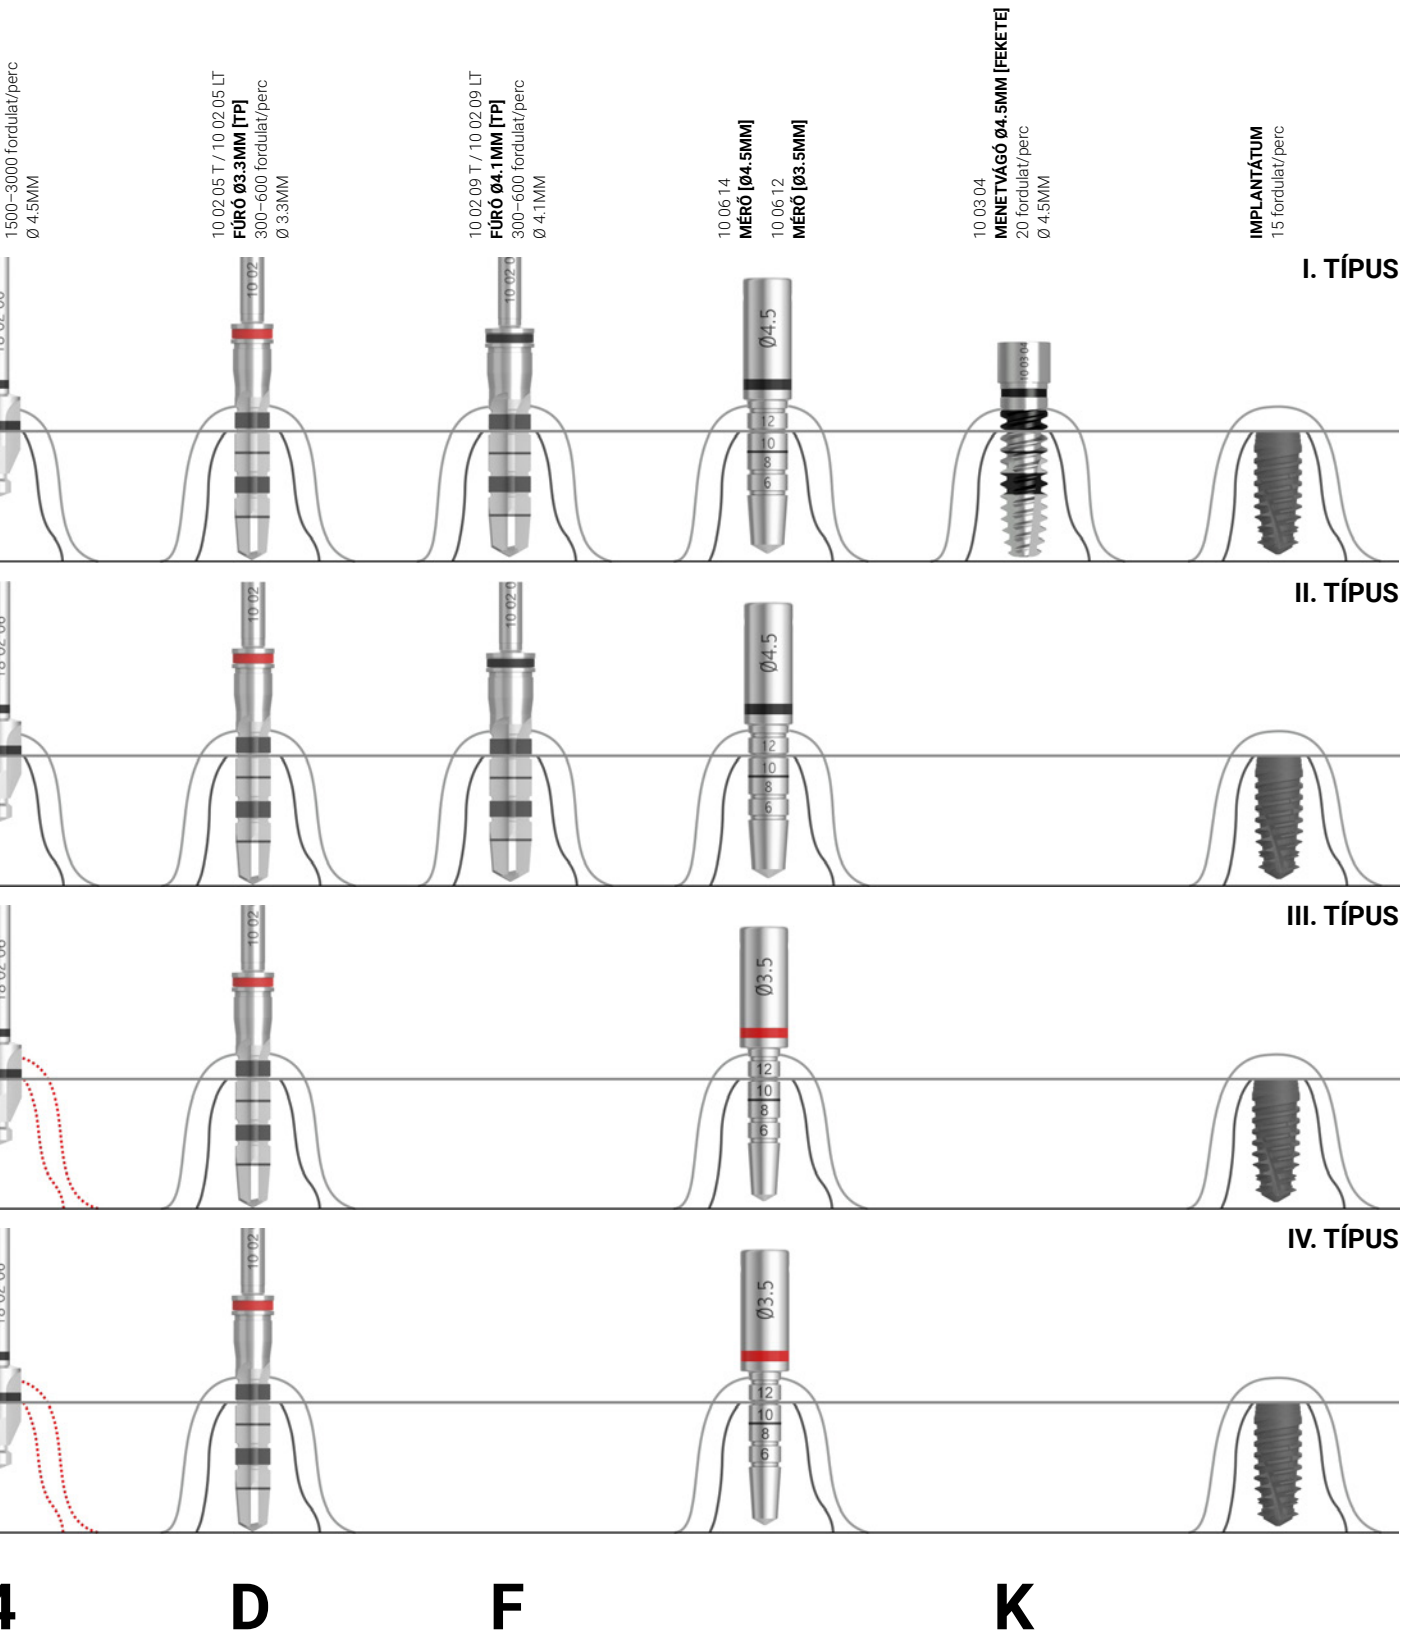 1500–3000 fordulat/perc
Ø 4.5MM
10 02 05 T / 10 02 05 LT
FÚRÓ Ø3.3MM [TP]
300–600 fordulat/perc
Ø 3.3MM
10 02 09 T / 10 02 09 LT
FÚRÓ Ø4.1MM [TP]
300–600 fordulat/perc
Ø 4.1MM
10 06 14
MÉRŐ [Ø4.5MM]
10 06 12
MÉRŐ [Ø3.5MM]
10 03 04
MENETVÁGÓ Ø4.5MM [FEKETE]
20 fordulat/perc
Ø 4.5MM
IMPLANTÁTUM
15 fordulat/perc
I. TÍPUS
10 02
10 02 0
Ø4.5
12
10
8
6
10 03 04
II. TÍPUS
10 02
10 02 0
Ø4.5
12
10
8
6
III. TÍPUS
10 02
Ø3.5
12
10
8
6
IV. TÍPUS
10 02
Ø3.5
12
10
8
6
4
D
F
K